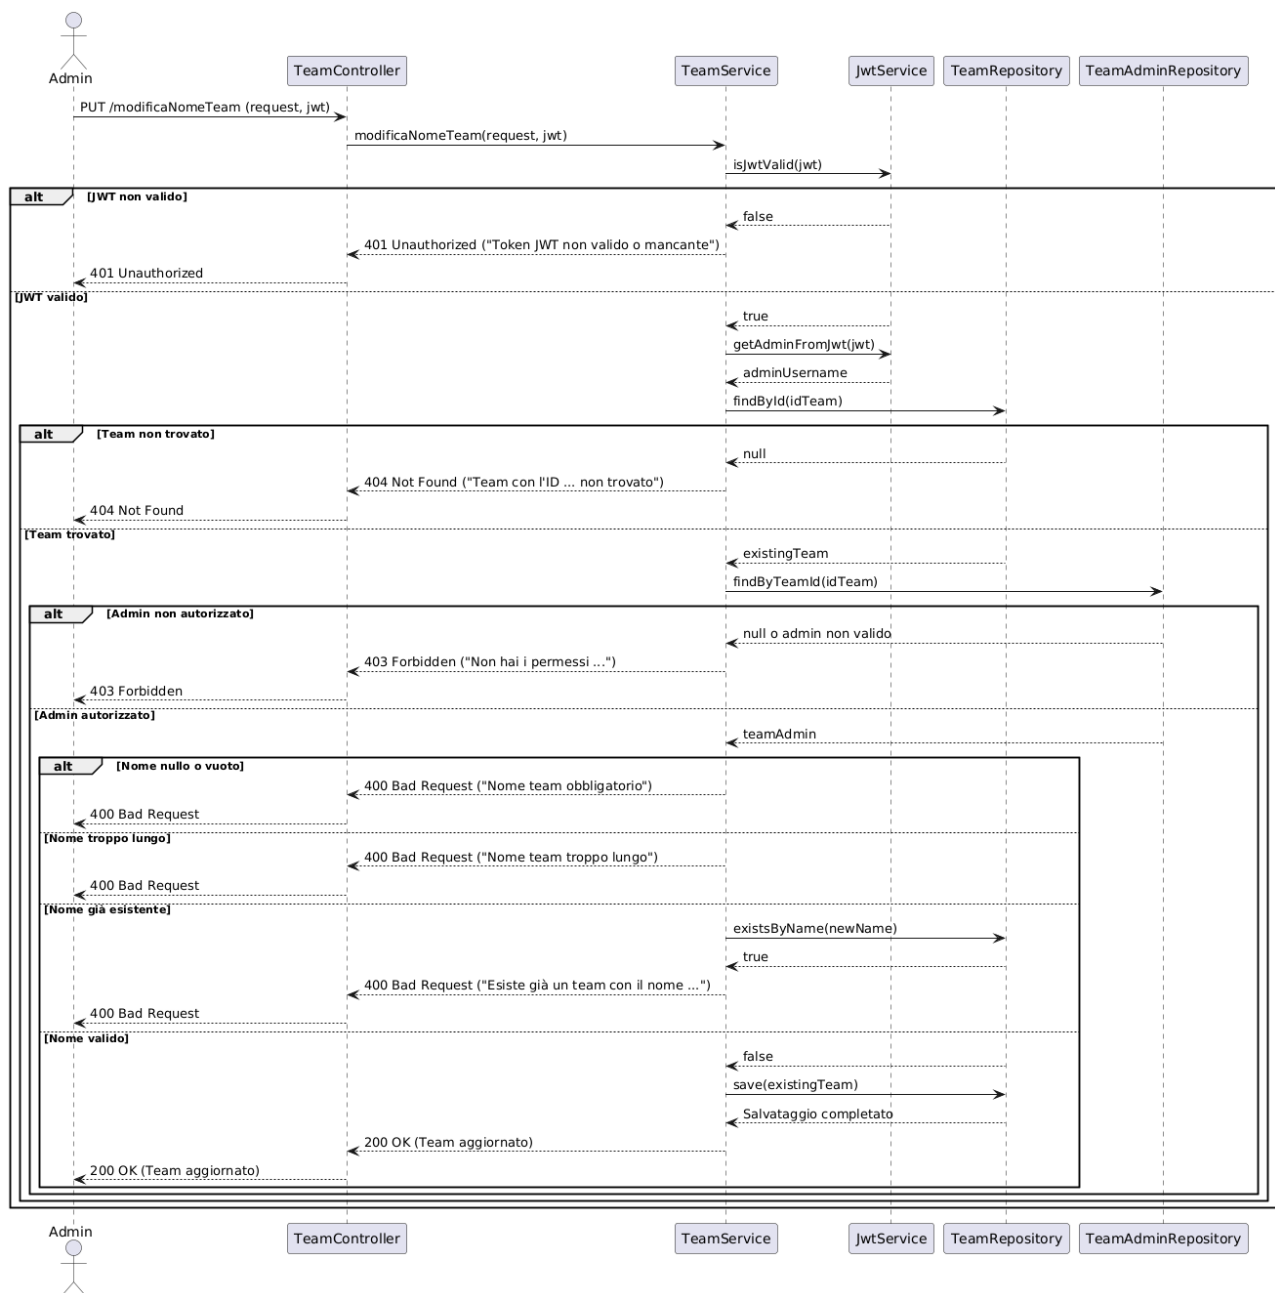 Admin
TeamController
TeamService
JwtService
TeamRepository
TeamAdminRepository
PUT /modificaNomeTeam (request, jwt)
modificaNomeTeam(request, jwt)
isJwtValid(jwt)
alt [JWT non valido]
false
401 Unauthorized ("Token JWT non valido o mancante")
401 Unauthorized
[JWT valido]
true
getAdminFromJwt(jwt)
adminUsername
findById(idTeam)
alt [Team non trovato]
null
404 Not Found ("Team con l'ID ... non trovato")
404 Not Found
[Team trovato]
existingTeam
findByTeamId(idTeam)
alt [Admin non autorizzato]
null o admin non valido
403 Forbidden ("Non hai i permessi ...")
403 Forbidden
[Admin autorizzato]
teamAdmin
alt [Nome nullo o vuoto]
400 Bad Request ("Nome team obbligatorio")
400 Bad Request
[Nome troppo lungo]
400 Bad Request ("Nome team troppo lungo")
400 Bad Request
[Nome già esistente]
existsByName(newName)
true
400 Bad Request ("Esiste già un team con il nome ...")
400 Bad Request
[Nome valido]
false
save(existingTeam)
Salvataggio completato
200 OK (Team aggiornato)
200 OK (Team aggiornato)
Admin
TeamController
TeamService
JwtService
TeamRepository
TeamAdminRepository